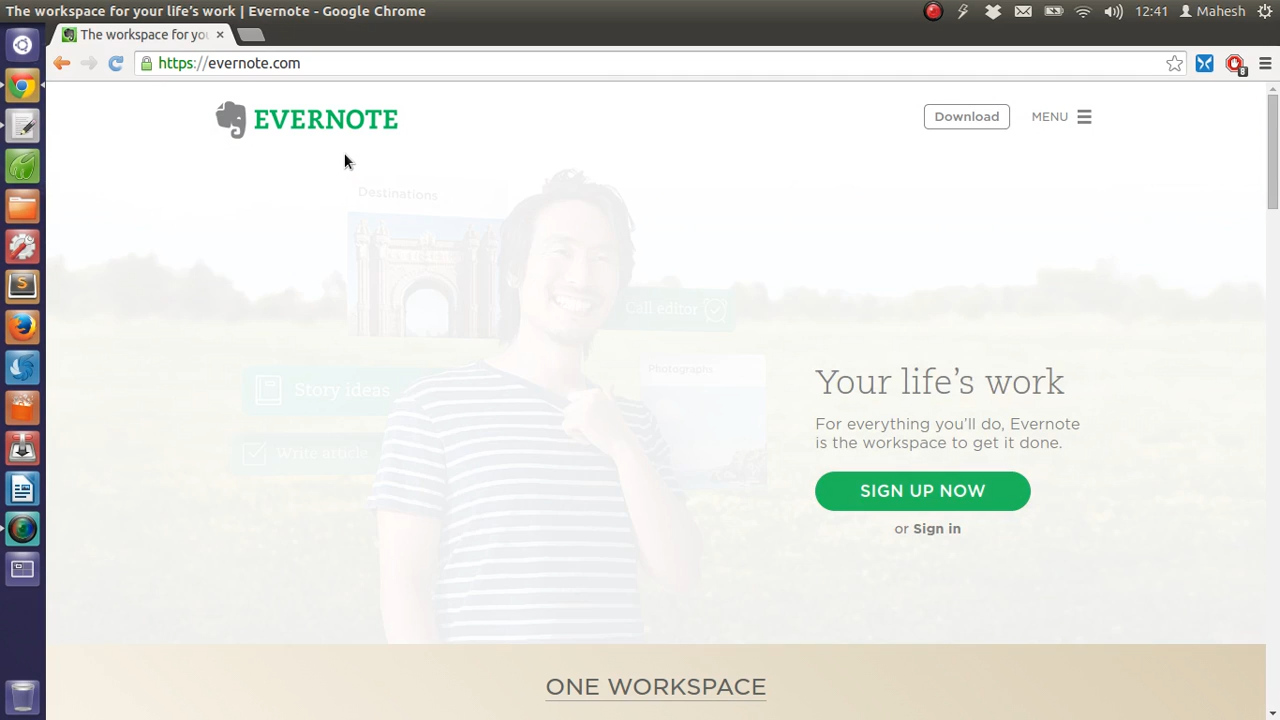 The workspace for your life's work | Evernote - Google Chrome
12:41 Mahesh
The workspace for yo
https://evernote.com
8
EVERNOTE
Download
MENU
Destinations
Call editor
Photographs
Story ideas
Write article
Your life's work
For everything you'll do, Evernote
is the workspace to get it done.
SIGN UP NOW
or Sign in
ONE WORKSPACE